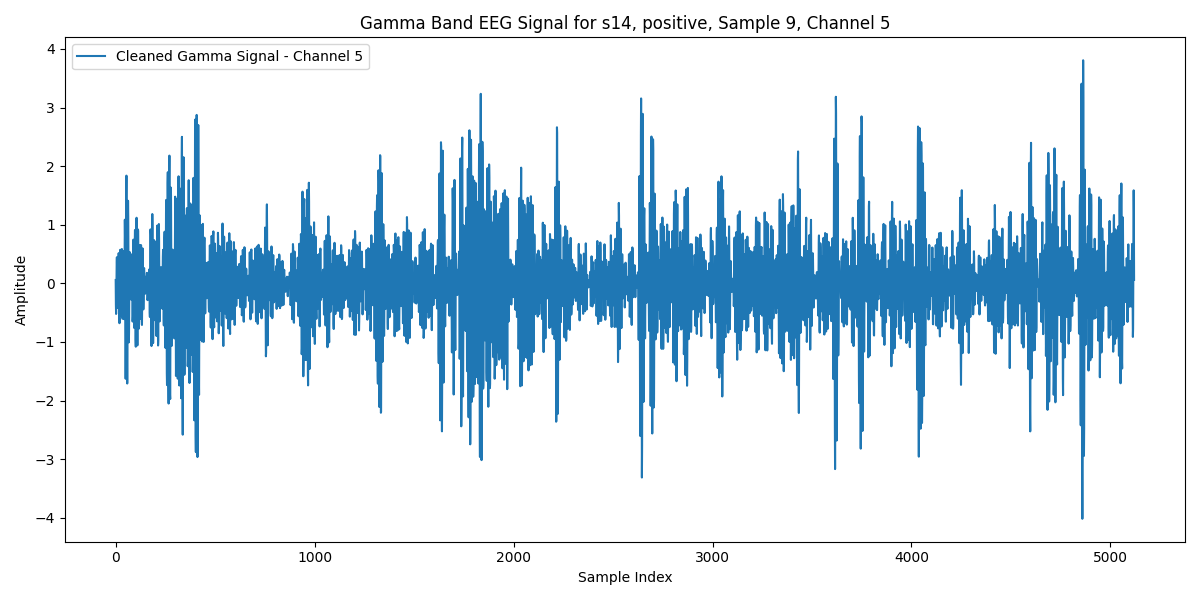 Gamma Band EEG Signal for s14, positive, Sample 9, Channel 5
Cleaned Gamma Signal - Channel 5
4
3
2
1
0
−1
−2
−3
−4
Amplitude
0 1000 2000 3000 4000 5000
Sample Index